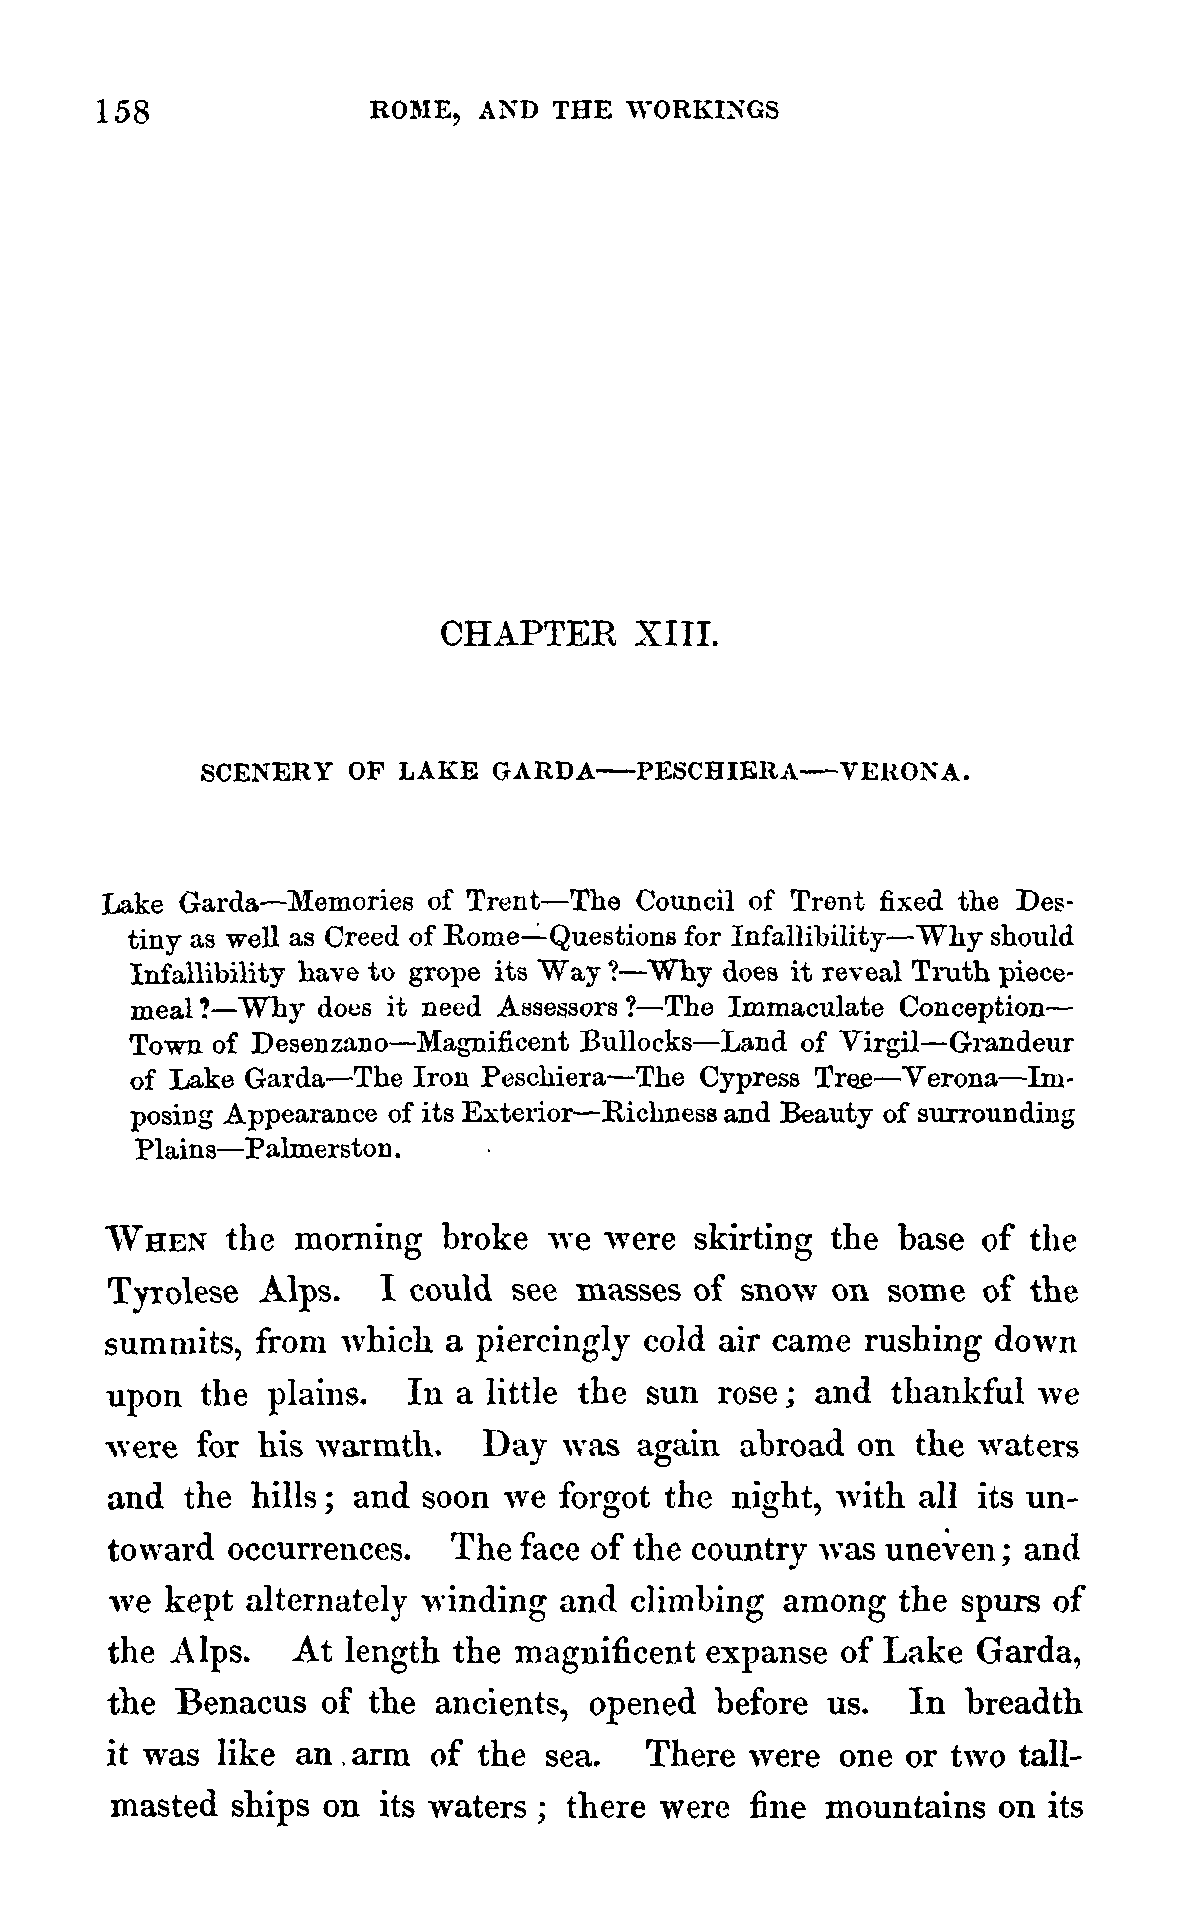 158 ROME, AND THE WORKINGS
CHAPTER XIII.
SCENERY OF LAKE GARDA—PESCHIERA—VERONA.
Lake Garda—Memories of Trent—The Council of Trent fixed the Des-
tiny as well as Creed of Rome—Questions for Infallibility—Why should
Infallibility have to grope its Way?—Why does it reveal Truth piece-
meal?—Why does it need Assessors?—The Immaculate Conception—
Town of Desenzano—Magnificent Bullocks—Land of Virgil—Grandeur
of Lake Garda—The Iron Peschiera—The Cypress Tree—Verona—Im-
posing Appearance of its Exterior—Richness and Beauty of surrounding
Plains—Palmerston.
WHEN the morning broke we were skirting the base of the
Tyrolese Alps. I could see masses of snow on some of the
summits, from which a piercingly cold air came rushing down
upon the plains. In a little the sun rose; and thankful we
were for his warmth. Day was again abroad on the waters
and the hills; and soon we forgot the night, with all its un-
toward occurrences. The face of the country was uneven; and
we kept alternately winding and climbing among the spurs of
the Alps. At length the magnificent expanse of Lake Garda,
the Benacus of the ancients, opened before us. In breadth
it was like an arm of the sea. There were one or two tall-
masted ships on its waters; there were fine mountains on its